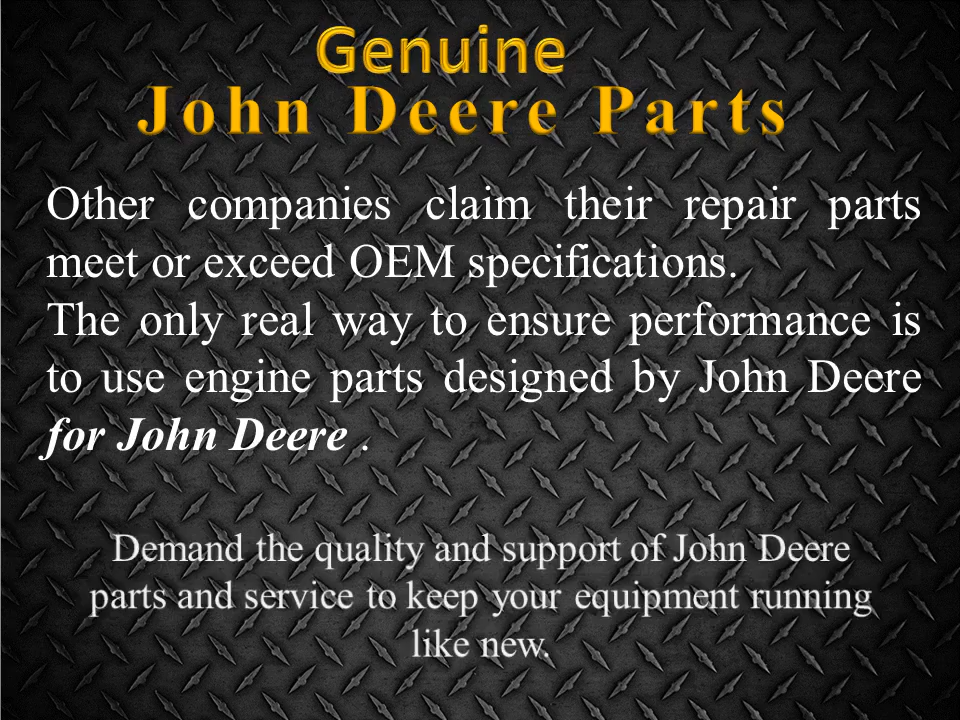 Genuine
John Deere Parts
Other companies claim their repair parts
meet or exceed OEM specifications.
The only real way to ensure performance is
to use engine parts designed by John Deere
for John Deere .
Demand the quality and support of John Deere
parts and service to keep your equipment running
like new.